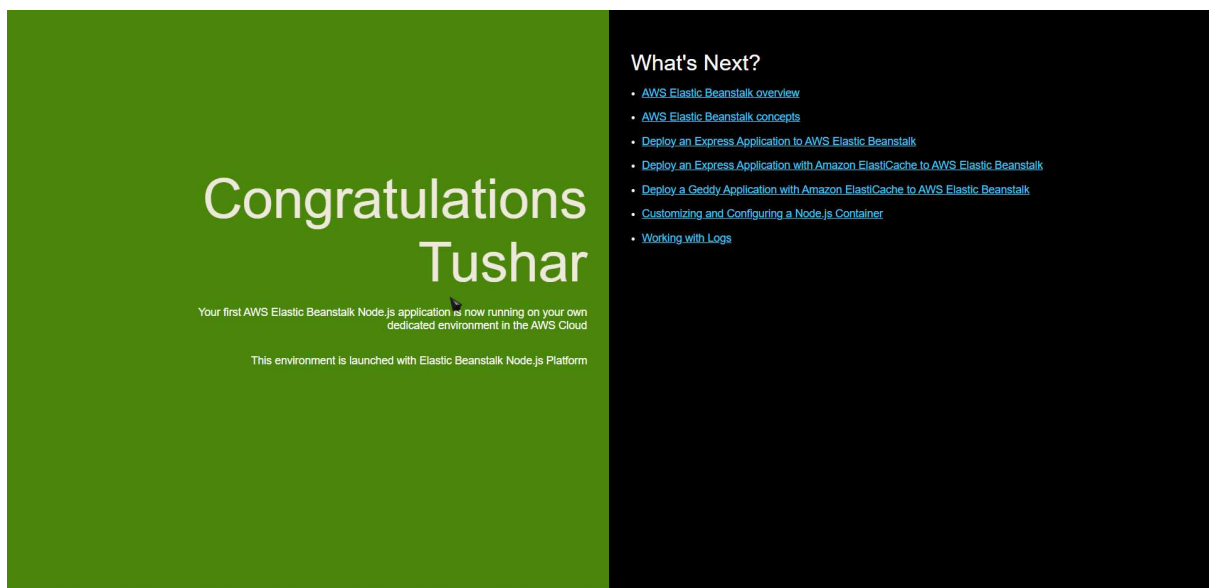 Congratulations
Tushar
Your first AWS Elastic Beanstalk Node.js application is now running on your own
dedicated environment in the AWS Cloud
This environment is launched with Elastic Beanstalk Node.js Platform
What's Next?
AWS Elastic Beanstalk overview
AWS Elastic Beanstalk concepts
Deploy an Express Application to AWS Elastic Beanstalk
Deploy an Express Application with Amazon ElastiCache to AWS Elastic Beanstalk
Deploy a Geddy Application with Amazon ElastiCache to AWS Elastic Beanstalk
Customizing and Configuring a Node.js Container
Working with Logs